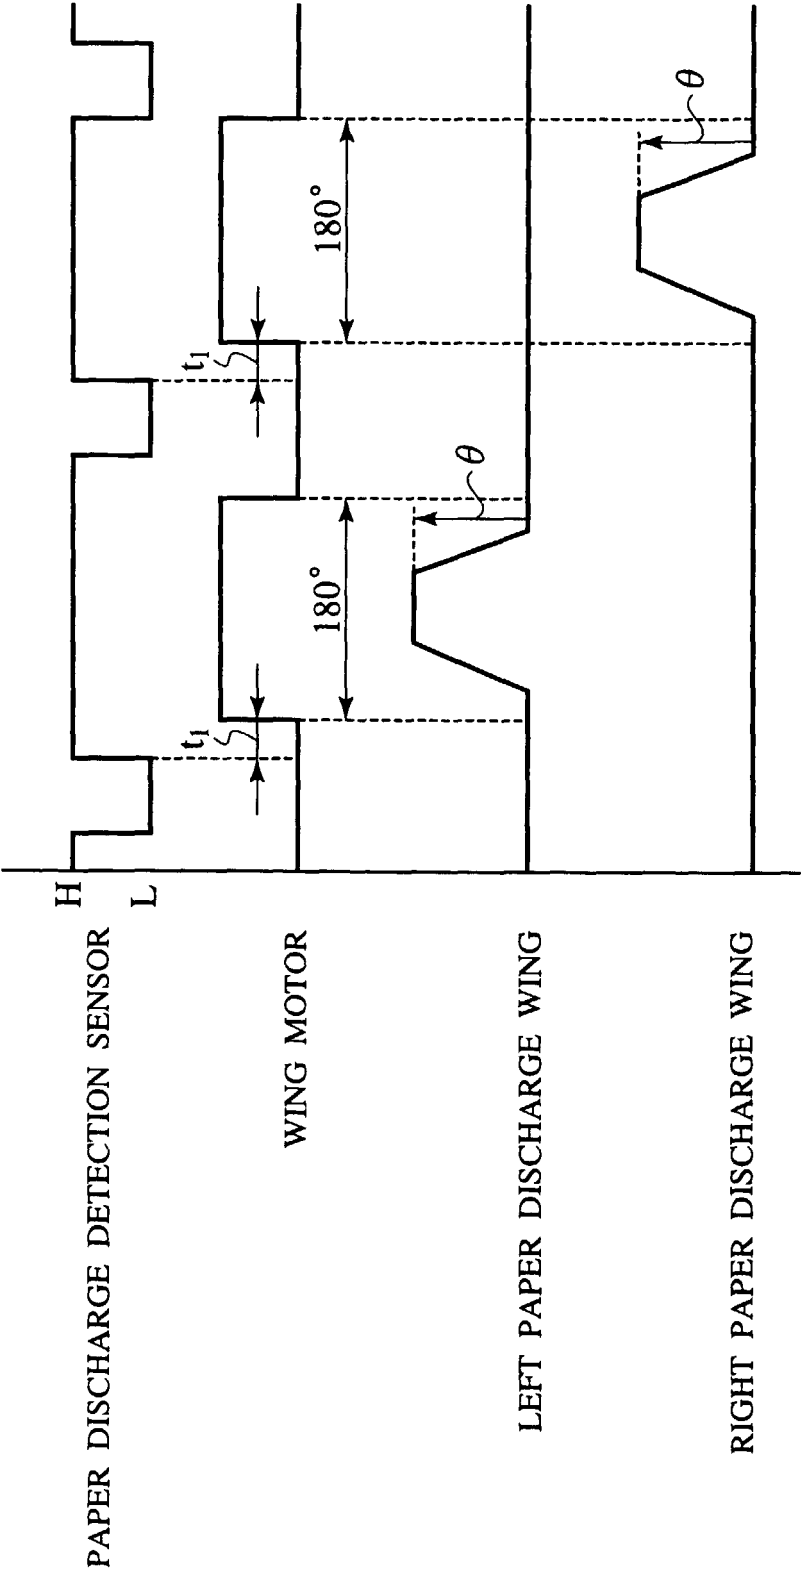 PAPER DISCHARGE DETECTION SENSOR
H
L
t1
t1
WING MOTOR
180°
180°
LEFT PAPER DISCHARGE WING
θ
RIGHT PAPER DISCHARGE WING
θ